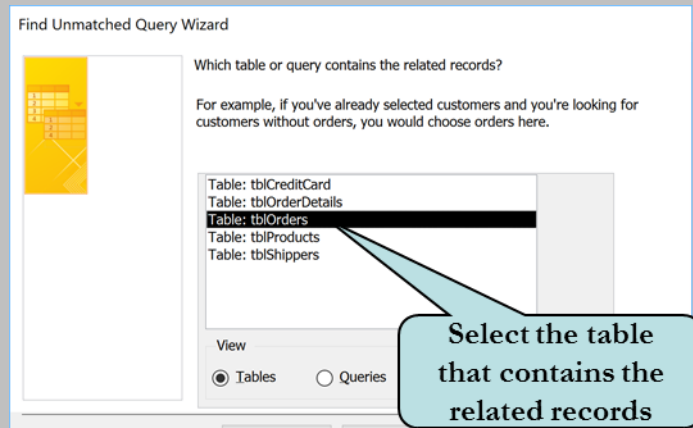 Find Unmatched Query Wizard
Which table or query contains the related records?
For example, if you've already selected customers and you're looking for
customers without orders, you would choose orders here.
Table: tblCreditCard
Table: tblOrderDetails
Table: tblOrders
Table: tblProducts
Table: tblShippers
View
Tables
Queries
Select the table
that contains the
related records